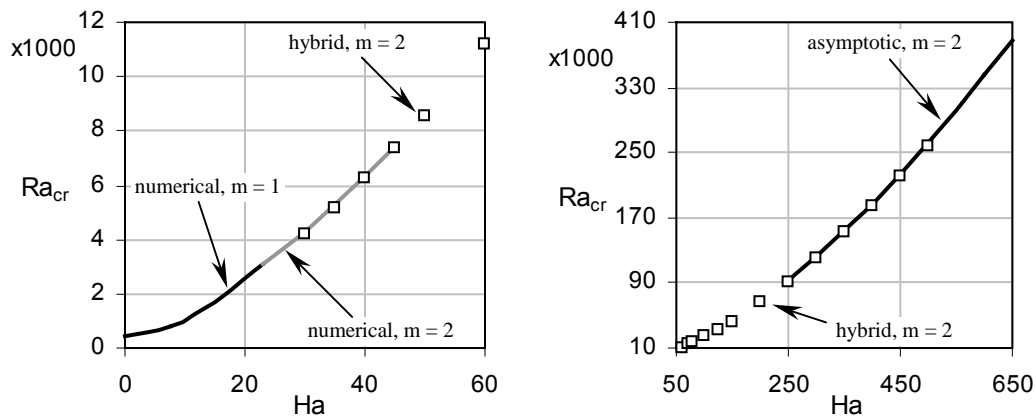 12
x1000
10
hybrid, m = 2
8
Ra_cr
6
numerical, m = 1
4
2
numerical, m = 2
0
0 20 40 60
Ha
410
x1000
asymptotic, m = 2
330
250
Ra_cr
170
90
hybrid, m = 2
10
50 250 450 650
Ha